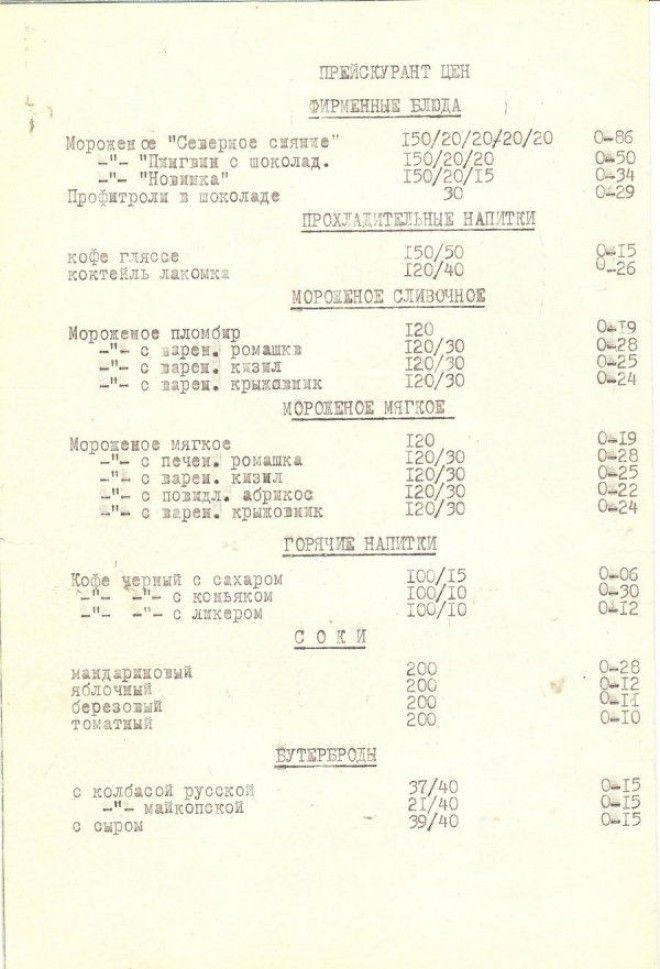 ПРЕЙСКУРАНТ ЦЕН
ФИРМЕННЫЕ БЛЮДА
Мороженое "Северное сияние" 150/20/20/20/20 0-86
-"- "Пингвин с шоколад. 150/20/20 0-50
-"- "Новинка" 150/20/15 0-34
Профитроли в шоколаде 30 0-29
ПРОХЛАДИТЕЛЬНЫЕ НАПИТКИ
кофе гляссе 150/50 0-15
коктейль лакомка 120/40 0-26
МОРОЖЕНОЕ СЛИВОЧНОЕ
Мороженое пломбир 120 0-19
-"- с варен. ромашка 120/30 0-28
-"- с варен. кизил 120/30 0-25
-"- с варен. крыжовник 120/30 0-24
МОРОЖЕНОЕ МЯГКОЕ
Мороженое мягкое 120 0-19
-"- с печен. ромашка 120/30 0-28
-"- с варен. кизил 120/30 0-25
-"- с повидл. абрикос 120/30 0-22
-"- с варен. крыжовник 120/30 0-24
ГОРЯЧИЕ НАПИТКИ
Кофе черный с сахаром 100/15 0-06
-"- -"- с коньяком 100/10 0-30
-"- -"- с ликером 100/10 0-12
С О К И
мандариновый 200 0-28
яблочный 200 0-12
березовый 200 0-11
томатный 200 0-10
БУТЕРБРОДЫ
с колбасой русской 37/40 0-15
-"- майкопской 21/40 0-15
с сыром 39/40 0-15